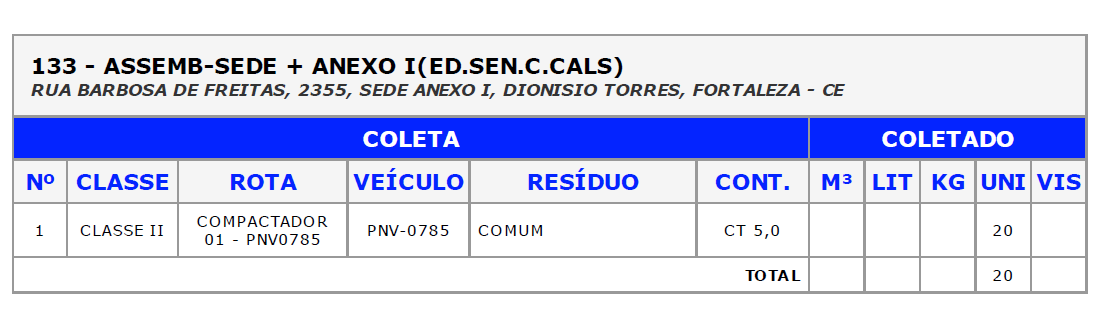 133 - ASSEMB-SEDE + ANEXO I(ED.SEN.C.CALS)
RUA BARBOSA DE FREITAS, 2355, SEDE ANEXO I, DIONISIO TORRES, FORTALEZA - CE
COLETA COLETADO
Nº CLASSE ROTA VEÍCULO RESÍDUO CONT. M³ LIT KG UNI VIS
1 CLASSE II COMPACTADOR 01 - PNV0785 PNV-0785 COMUM CT 5,0 20
TOTAL 20